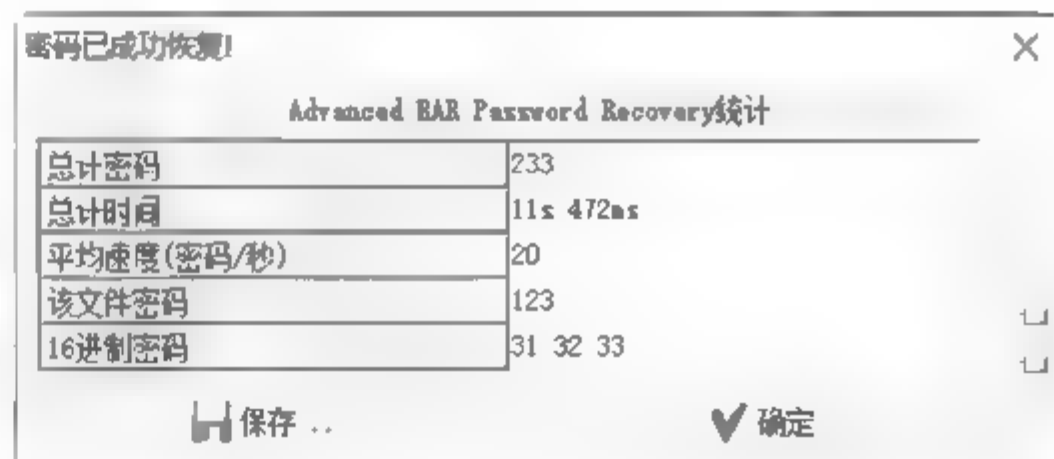 密码已成功恢复!
Advanced RAR Password Recovery统计
总计密码 233
总计时间 11s 472ms
平均速度(密码/秒) 20
该文件密码 123
16进制密码 31 32 33
保存 .. 确定